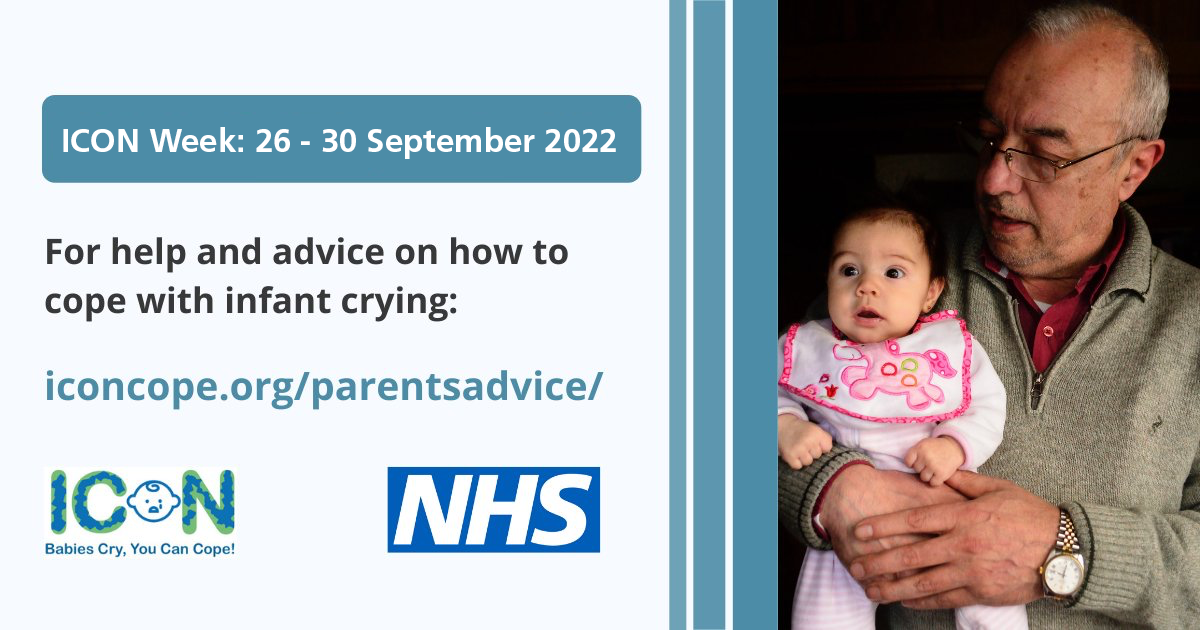 ICON Week: 26 - 30 September 2022
For help and advice on how to
cope with infant crying:
iconcope.org/parentsadvice/
ICON
Babies Cry, You Can Cope!
NHS